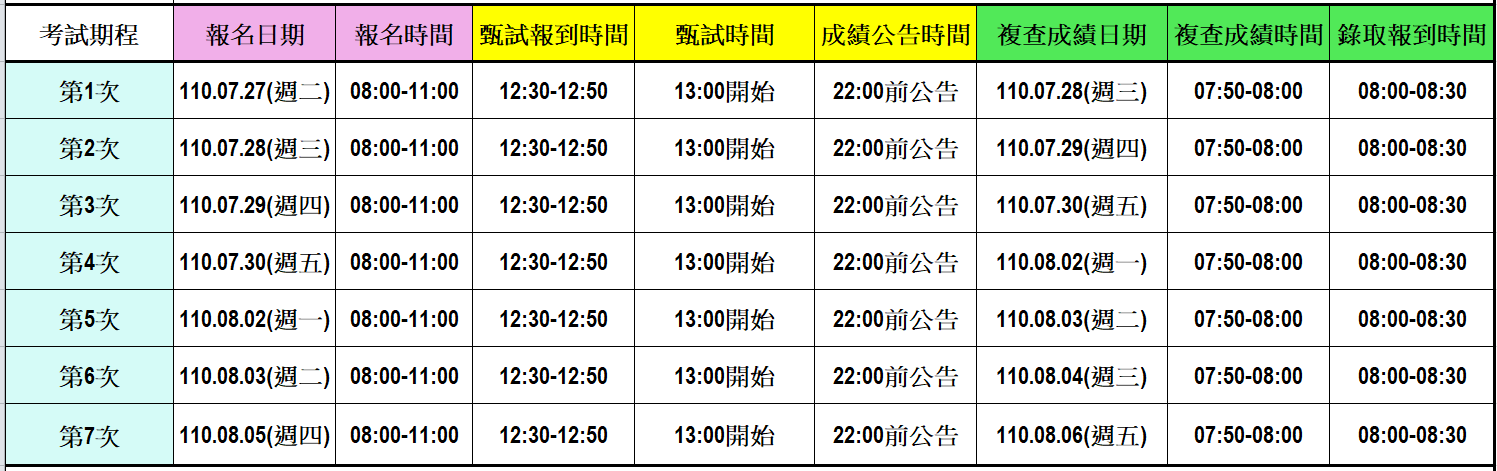 考試期程 報名日期 報名時間 甄試報到時間 甄試時間 成績公告時間 複查成績日期 複查成績時間 錄取報到時間
第1次 110.07.27(週二) 08:00-11:00 12:30-12:50 13:00開始 22:00前公告 110.07.28(週三) 07:50-08:00 08:00-08:30
第2次 110.07.28(週三) 08:00-11:00 12:30-12:50 13:00開始 22:00前公告 110.07.29(週四) 07:50-08:00 08:00-08:30
第3次 110.07.29(週四) 08:00-11:00 12:30-12:50 13:00開始 22:00前公告 110.07.30(週五) 07:50-08:00 08:00-08:30
第4次 110.07.30(週五) 08:00-11:00 12:30-12:50 13:00開始 22:00前公告 110.08.02(週一) 07:50-08:00 08:00-08:30
第5次 110.08.02(週一) 08:00-11:00 12:30-12:50 13:00開始 22:00前公告 110.08.03(週二) 07:50-08:00 08:00-08:30
第6次 110.08.03(週二) 08:00-11:00 12:30-12:50 13:00開始 22:00前公告 110.08.04(週三) 07:50-08:00 08:00-08:30
第7次 110.08.05(週四) 08:00-11:00 12:30-12:50 13:00開始 22:00前公告 110.08.06(週五) 07:50-08:00 08:00-08:30